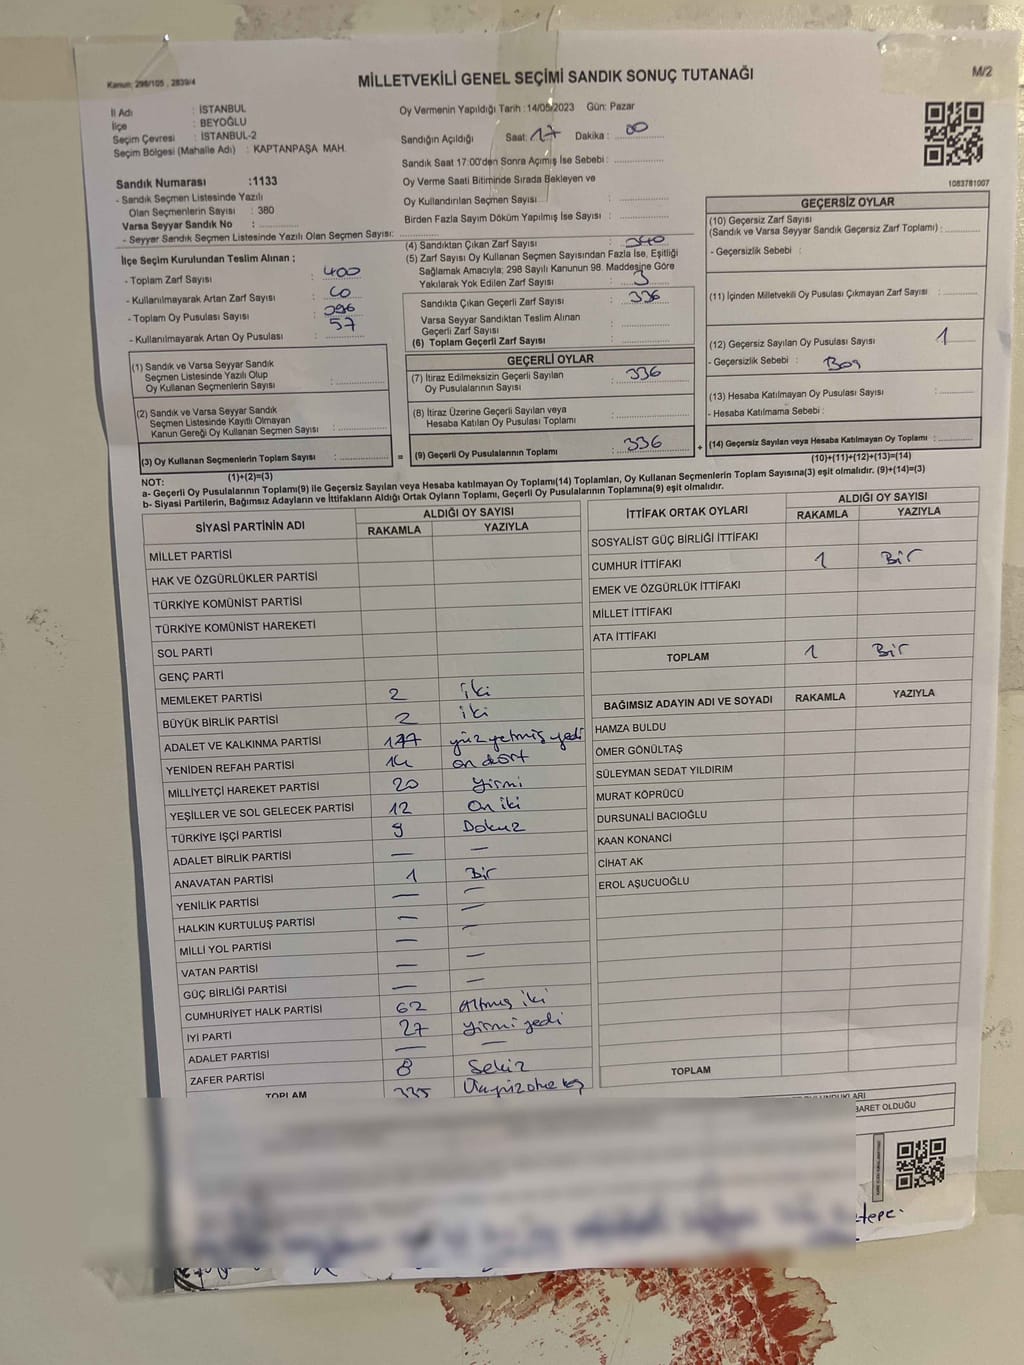 Kanun: 298/105 , 2839/4
MİLLETVEKİLİ GENEL SEÇİMİ SANDIK SONUÇ TUTANAĞI
M/2
İl Adı : İSTANBUL
İlçe : BEYOĞLU
Seçim Çevresi : İSTANBUL-2
Seçim Bölgesi (Mahalle Adı) : KAPTANPAŞA MAH.
Oy Vermenin Yapıldığı Tarih : 14/05/2023 Gün: Pazar
Sandığın Açıldığı Saat: 17 Dakika : 00
Sandık Saat 17:00'den Sonra Açımış İse Sebebi :
Oy Verme Saati Bitiminde Sırada Bekleyen ve
Oy Kullandırılan Seçmen Sayısı :
Birden Fazla Sayım Döküm Yapılmış İse Sayısı :
1083781007
Sandık Numarası :1133
- Sandık Seçmen Listesinde Yazılı
Olan Seçmenlerin Sayısı : 380
Varsa Seyyar Sandık No :
- Seyyar Sandık Seçmen Listesinde Yazılı Olan Seçmen Sayısı:
İlçe Seçim Kurulundan Teslim Alınan ;
- Toplam Zarf Sayısı : 400
- Kullanılmayarak Artan Zarf Sayısı : 60
- Toplam Oy Pusulası Sayısı :
- Kullanılmayarak Artan Oy Pusulası : 57
(4) Sandıktan Çıkan Zarf Sayısı : 340
(5) Zarf Sayısı Oy Kullanan Seçmen Sayısından Fazla İse, Eşitliği
Sağlamak Amacıyla; 298 Sayılı Kanunun 98. Maddesine Göre
Yakılarak Yok Edilen Zarf Sayısı : 3
Sandıkta Çıkan Geçerli Zarf Sayısı : 336
Varsa Seyyar Sandıktan Teslim Alınan
Geçerli Zarf Sayısı :
(6) Toplam Geçerli Zarf Sayısı :
GEÇERSİZ OYLAR
(10) Geçersiz Zarf Sayısı
(Sandık ve Varsa Seyyar Sandık Geçersiz Zarf Toplamı) :
- Geçersizlik Sebebi :
(11) İçinden Milletvekili Oy Pusulası Çıkmayan Zarf Sayısı :
(12) Geçersiz Sayılan Oy Pusulası Sayısı : 1
- Geçersizlik Sebebi : Boş
(13) Hesaba Katılmayan Oy Pusulası Sayısı :
- Hesaba Katılmama Sebebi :
(14) Geçersiz Sayılan veya Hesaba Katılmayan Oy Toplamı :
(10)+(11)+(12)+(13)=(14)
(1) Sandık ve Varsa Seyyar Sandık
Seçmen Listesinde Yazılı Olup
Oy Kullanan Seçmenlerin Sayısı :
(2) Sandık ve Varsa Seyyar Sandık
Seçmen Listesinde Kayıtlı Olmayan
Kanun Gereği Oy Kullanan Seçmen Sayısı :
(3) Oy Kullanan Seçmenlerin Toplam Sayısı :
(1)+(2)=(3)
=
GEÇERLİ OYLAR
(7) İtiraz Edilmeksizin Geçerli Sayılan
Oy Pusulalarının Sayısı : 336
(8) İtiraz Üzerine Geçerli Sayılan veya
Hesaba Katılan Oy Pusulası Toplamı :
(9) Geçerli Oy Pusulalarının Toplamı : 336
+
NOT:
a- Geçerli Oy Pusulalarının Toplamı(9) ile Geçersiz Sayılan veya Hesaba katılmayan Oy Toplamı(14) Toplamları, Oy Kullanan Seçmenlerin Toplam Sayısına(3) eşit olmalıdır. (9)+(14)=(3)
b- Siyasi Partilerin, Bağımsız Adayların ve İttifakların Aldığı Ortak Oyların Toplamı, Geçerli Oy Pusulalarının Toplamına(9) eşit olmalıdır.
SİYASİ PARTİNİN ADI ALDIĞI OY SAYISI
RAKAMLA YAZIYLA
MİLLET PARTİSİ
HAK VE ÖZGÜRLÜKLER PARTİSİ
TÜRKİYE KOMÜNİST PARTİSİ
TÜRKİYE KOMÜNİST HAREKETİ
SOL PARTİ
GENÇ PARTİ
MEMLEKET PARTİSİ 2 iki
BÜYÜK BİRLİK PARTİSİ 2 iki
ADALET VE KALKINMA PARTİSİ 177 yüz yetmiş yedi
YENİDEN REFAH PARTİSİ 14 on dört
MİLLİYETÇİ HAREKET PARTİSİ 20 yirmi
YEŞİLLER VE SOL GELECEK PARTİSİ 12 on iki
TÜRKİYE İŞÇİ PARTİSİ 9 Dokuz
ADALET BİRLİK PARTİSİ — —
ANAVATAN PARTİSİ 1 Bir
YENİLİK PARTİSİ — —
HALKIN KURTULUŞ PARTİSİ — —
MİLLİ YOL PARTİSİ — —
VATAN PARTİSİ — —
GÜÇ BİRLİĞİ PARTİSİ — —
CUMHURİYET HALK PARTİSİ 62 Altmış iki
İYİ PARTİ 27 yirmi yedi
ADALET PARTİSİ — —
ZAFER PARTİSİ 8 Sekiz
TOPLAM 335
İTTİFAK ORTAK OYLARI ALDIĞI OY SAYISI
RAKAMLA YAZIYLA
SOSYALİST GÜÇ BİRLİĞİ İTTİFAKI
CUMHUR İTTİFAKI 1 Bir
EMEK VE ÖZGÜRLÜK İTTİFAKI
MİLLET İTTİFAKI
ATA İTTİFAKI
TOPLAM 1 Bir
BAĞIMSIZ ADAYIN ADI VE SOYADI RAKAMLA YAZIYLA
HAMZA BULDU
ÖMER GÖNÜLTAŞ
SÜLEYMAN SEDAT YILDIRIM
MURAT KÖPRÜCÜ
DURSUNALİ BACIOĞLU
KAAN KONANCİ
CİHAT AK
EROL AŞUCUOĞLU
TOPLAM
OLDUĞU